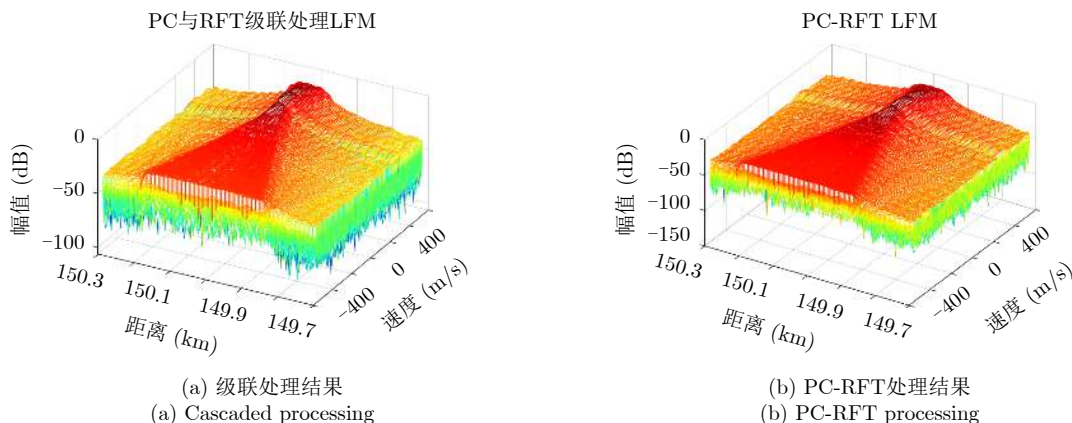 PC与RFT级联处理LFM
0
−50
−100
幅值 (dB)
150.3
150.1
149.9
149.7
距离 (km)
−400
0
400
速度 (m/s)
(a) 级联处理结果
(a) Cascaded processing
PC-RFT LFM
0
−50
−100
−150
幅值 (dB)
150.3
150.1
149.9
149.7
距离 (km)
−400
0
400
速度 (m/s)
(b) PC-RFT处理结果
(b) PC-RFT processing